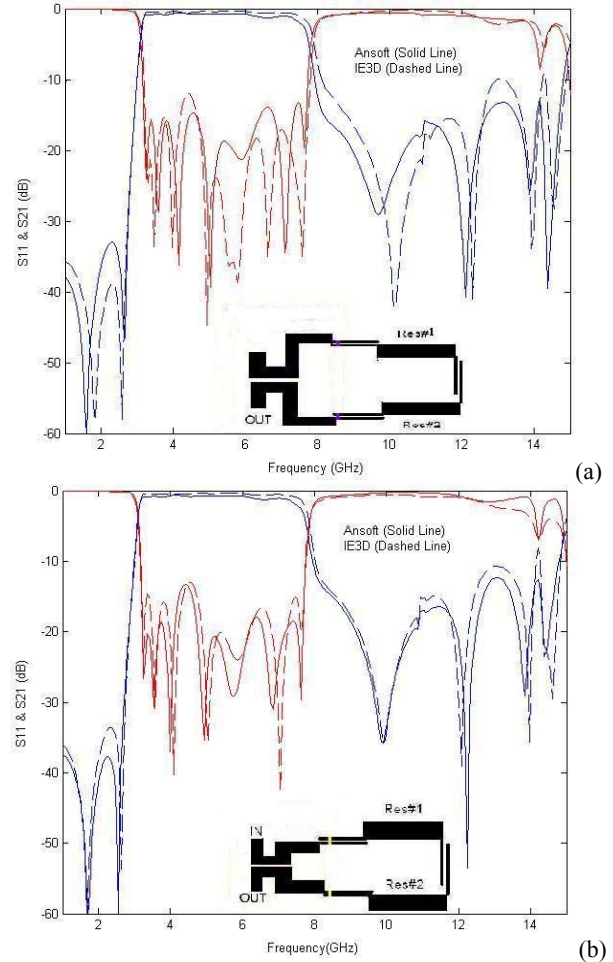 0
-10
-20
-30
-40
-50
-60
S11 & S21 (dB)
Ansoft (Solid Line)
IE3D (Dashed Line)
Res#1
OUT
Res#2
2 4 6 8 10 12 14
Frequency (GHz)
(a)
0
-10
-20
-30
-40
-50
-60
S11 & S21 (dB)
Ansoft (Solid Line)
IE3D (Dashed Line)
IN
Res#1
OUT
Res#2
2 4 6 8 10 12 14
Frequency(GHz)
(b)